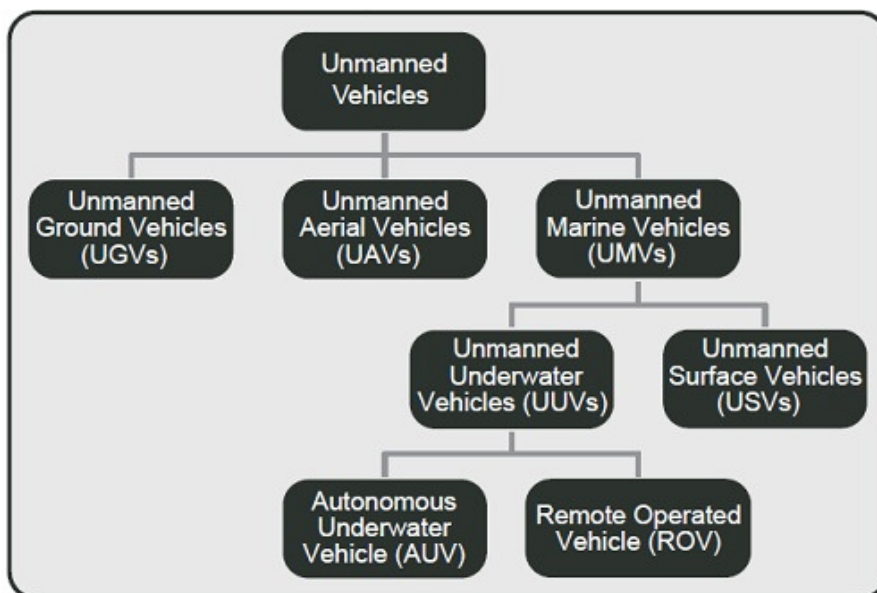 Unmanned
Vehicles
Unmanned
Ground Vehicles
(UGVs)
Unmanned
Aerial Vehicles
(UAVs)
Unmanned
Marine Vehicles
(UMVs)
Unmanned
Underwater
Vehicles (UUVs)
Unmanned
Surface Vehicles
(USVs)
Autonomous
Underwater
Vehicle (AUV)
Remote Operated
Vehicle (ROV)